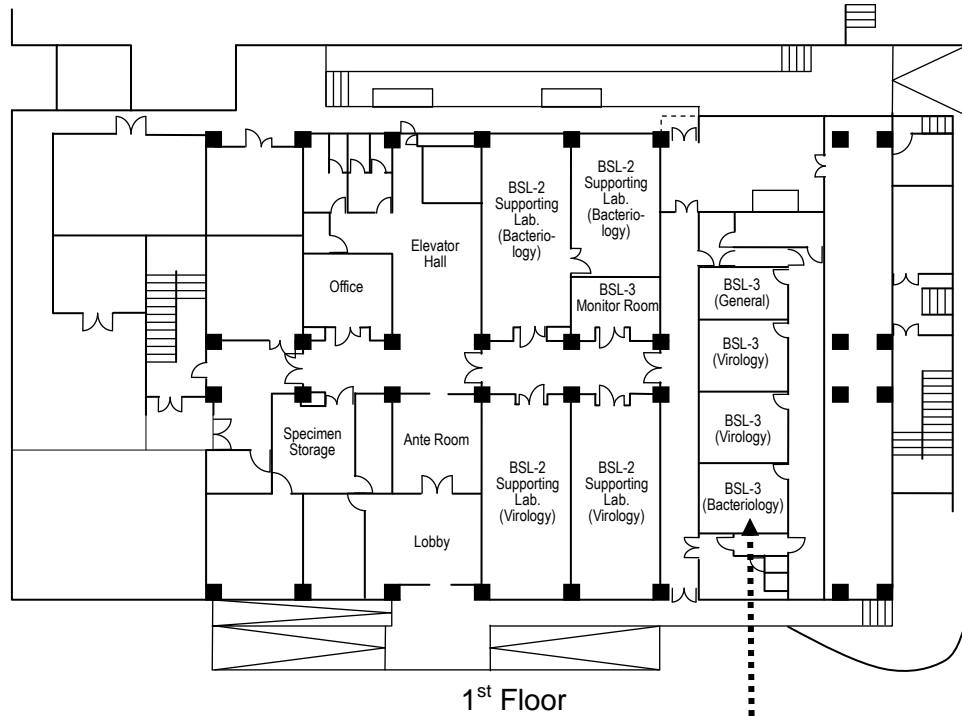 BSL-2
Supporting
Lab.
(Bacterio-
logy)
BSL-2
Supporting
Lab.
(Bacterio-
logy)
Elevator
Hall
Office
BSL-3
Monitor Room
BSL-3
(General)
BSL-3
(Virology)
BSL-3
(Virology)
BSL-3
(Bacteriology)
Specimen
Storage
Ante Room
BSL-2
Supporting
Lab.
(Virology)
BSL-2
Supporting
Lab.
(Virology)
Lobby
1st Floor